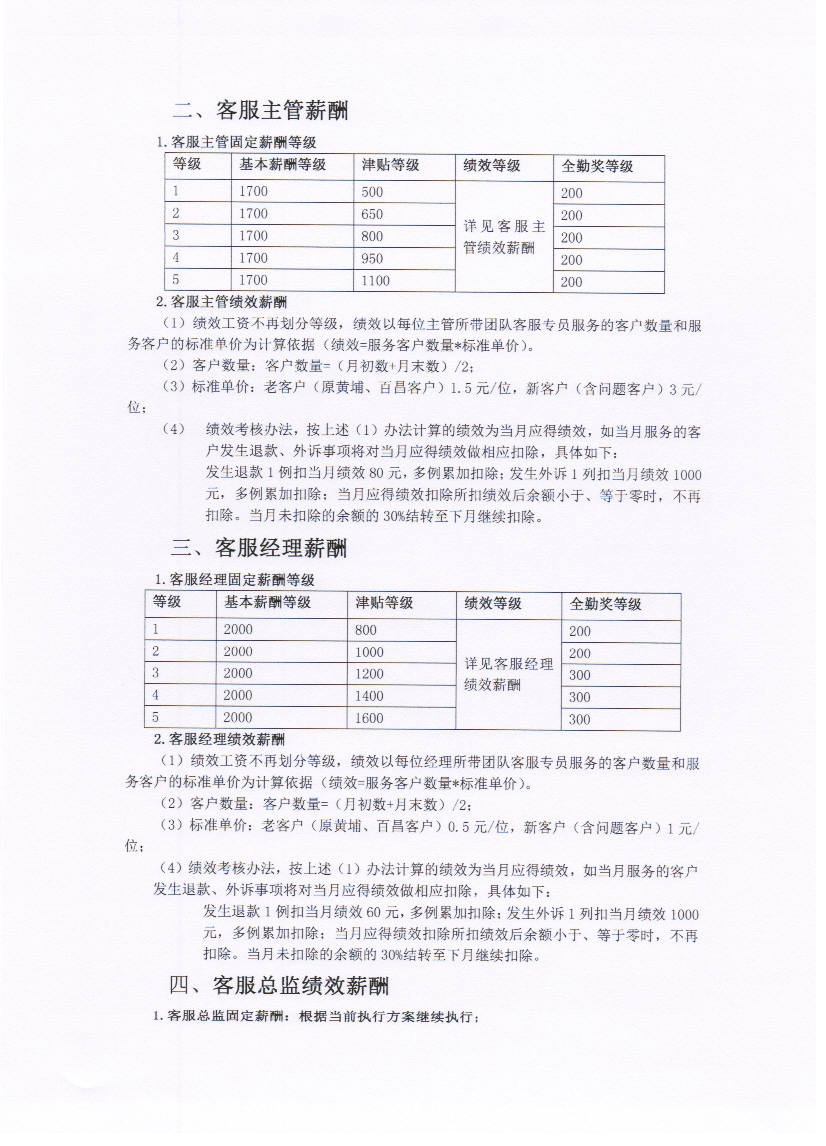 二、客服主管薪酬
1.客服主管固定薪酬等级
等级 基本薪酬等级 津贴等级 绩效等级 全勤奖等级
1 1700 500 200
2 1700 650 200
详见客服主
3 1700 800 200
管绩效薪酬
4 1700 950 200
5 1700 1100 200
2.客服主管绩效薪酬
（1）绩效工资不再划分等级，绩效以每位主管所带团队客服专员服务的客户数量和服
务客户的标准单价为计算依据（绩效=服务客户数量*标准单价）。
（2）客户数量：客户数量=（月初数+月末数）/2；
（3）标准单价：老客户（原黄埔、百昌客户）1.5元/位，新客户（含问题客户）3元/
位；
（4） 绩效考核办法，按上述（1）办法计算的绩效为当月应得绩效，如当月服务的客
户发生退款、外诉事项将对当月应得绩效做相应扣除，具体如下：
发生退款1例扣当月绩效80元，多例累加扣除；发生外诉1列扣当月绩效1000
元，多例累加扣除；当月应得绩效扣除所扣绩效后余额小于、等于零时，不再
扣除。当月未扣除的余额的30%结转至下月继续扣除。
三、客服经理薪酬
1.客服经理固定薪酬等级
等级 基本薪酬等级 津贴等级 绩效等级 全勤奖等级
1 2000 800 200
2 2000 1000 200
详见客服经理
3 2000 1200 300
绩效薪酬
4 2000 1400 300
5 2000 1600 300
2.客服经理绩效薪酬
（1）绩效工资不再划分等级，绩效以每位经理所带团队客服专员服务的客户数量和服
务客户的标准单价为计算依据（绩效=服务客户数量*标准单价）。
（2）客户数量：客户数量=（月初数+月末数）/2；
（3）标准单价：老客户（原黄埔、百昌客户）0.5元/位，新客户（含问题客户）1元/
位；
（4）绩效考核办法，按上述（1）办法计算的绩效为当月应得绩效，如当月服务的客户
发生退款、外诉事项将对当月应得绩效做相应扣除，具体如下：
发生退款1例扣当月绩效60元，多例累加扣除；发生外诉1列扣当月绩效1000
元，多例累加扣除；当月应得绩效扣除所扣绩效后余额小于、等于零时，不再
扣除。当月未扣除的余额的30%结转至下月继续扣除。
四、客服总监绩效薪酬
1.客服总监固定薪酬：根据当前执行方案继续执行；